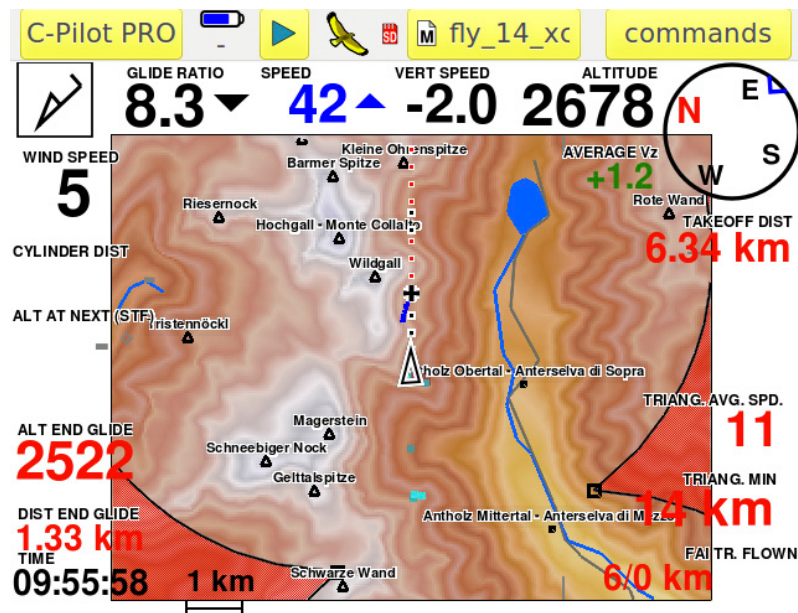 C-Pilot PRO
-
SD
M fly_14_xc
commands
GLIDE RATIO
8.3
SPEED
42
VERT SPEED
-2.0
ALTITUDE
2678
N
E
S
W
WIND SPEED
5
Kleine Ohrenspitze
Barmer Spitze
AVERAGE Vz
+1.2
Riesernock
Rote Wand
Hochgall - Monte Collalto
TAKEOFF DIST
6.34 km
CYLINDER DIST
Wildgall
ALT AT NEXT (STF)
ristennöckl
holz Obertal - Anterselva di Sopra
TRIANG. AVG. SPD.
11
ALT END GLIDE
2522
Magerstein
Schneebiger Nock
Gelttalspitze
TRIANG. MIN
14 km
DIST END GLIDE
1.33 km
Antholz Mittertal - Anterselva di Mezzo
FAI TR. FLOWN
6/0 km
TIME
09:55:58
1 km
Schwarze Wand